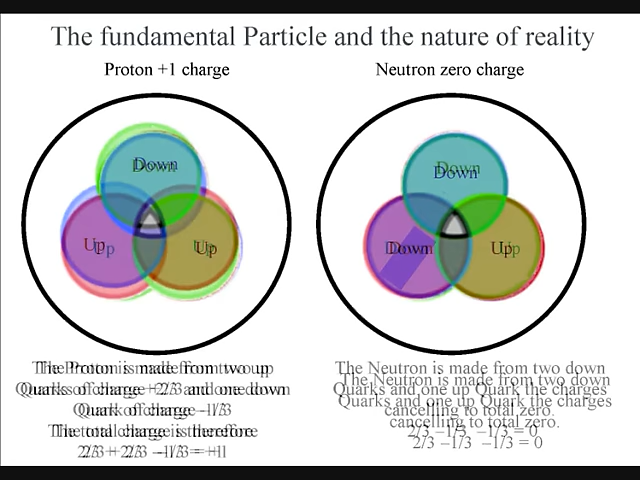 The fundamental Particle and the nature of reality
Proton +1 charge
Neutron zero charge
Down
Up
Up
Down
Down
Up
The Proton is made from two up
Quarks of charge +2/3 and one down
Quark of charge –1/3
The total charge is therefore
2/3 + 2/3 –1/3 = +1
The Neutron is made from two down
Quarks and one up Quark the charges
cancelling to total zero.
2/3 –1/3 –1/3 = 0